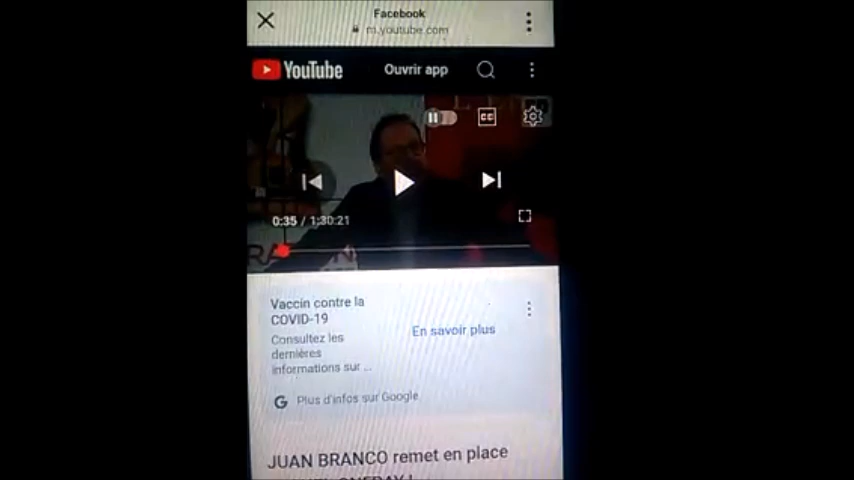 Facebook
m.youtube.com
YouTube
Ouvrir app
CC
0:35 / 1:30:21
Vaccin contre la
COVID-19
En savoir plus
Consultez les
dernières
informations sur ...
G Plus d'infos sur Google
JUAN BRANCO remet en place